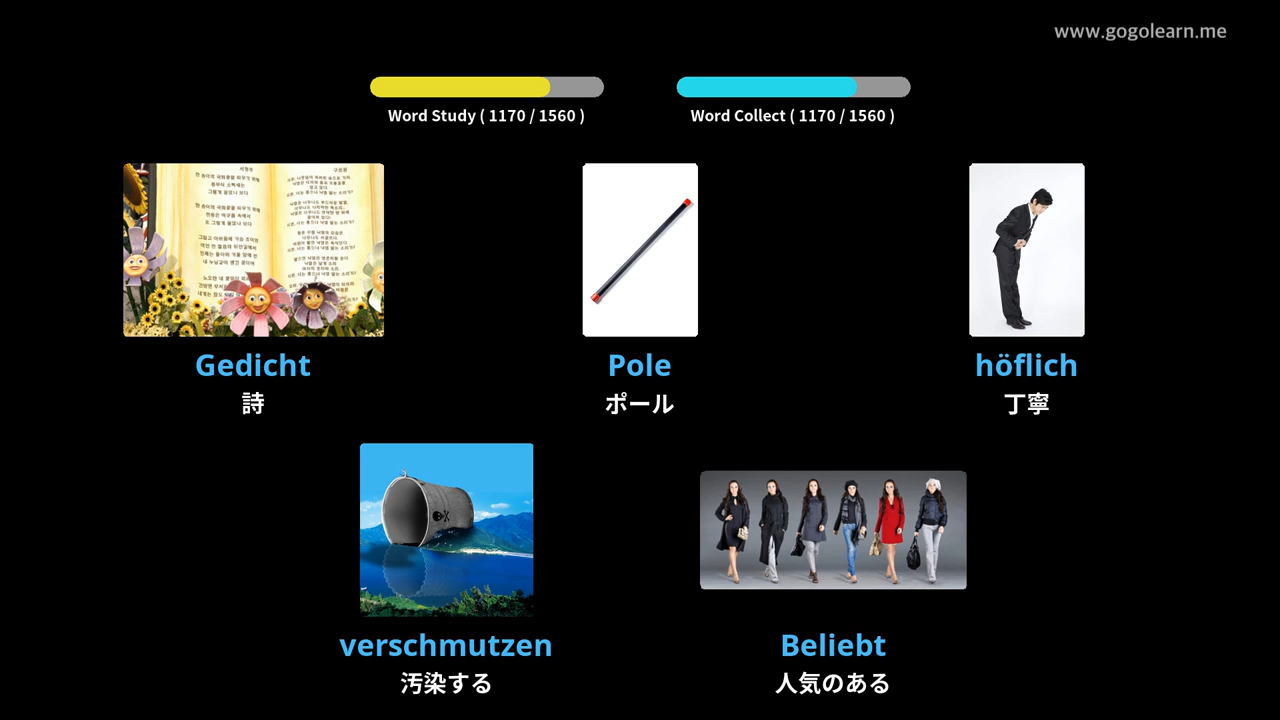 www.gogolearn.me
Word Study ( 1170 / 1560 )
Word Collect ( 1170 / 1560 )
Gedicht
詩
Pole
ポール
höflich
丁寧
verschmutzen
汚染する
Beliebt
人気のある